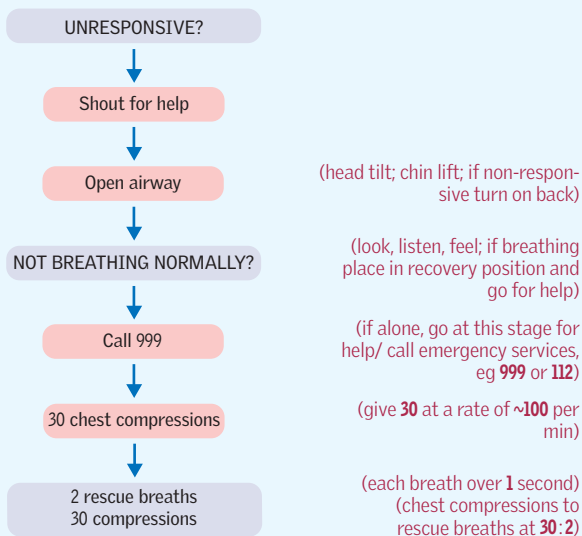 UNRESPONSIVE?
Shout for help
Open airway
(head tilt; chin lift; if non-respon-
sive turn on back)
NOT BREATHING NORMALLY?
(look, listen, feel; if breathing
place in recovery position and
go for help)
Call 999
(if alone, go at this stage for
help/ call emergency services,
eg 999 or 112)
30 chest compressions
(give 30 at a rate of ~100 per
min)
2 rescue breaths
30 compressions
(each breath over 1 second)
(chest compressions to
rescue breaths at 30:2)